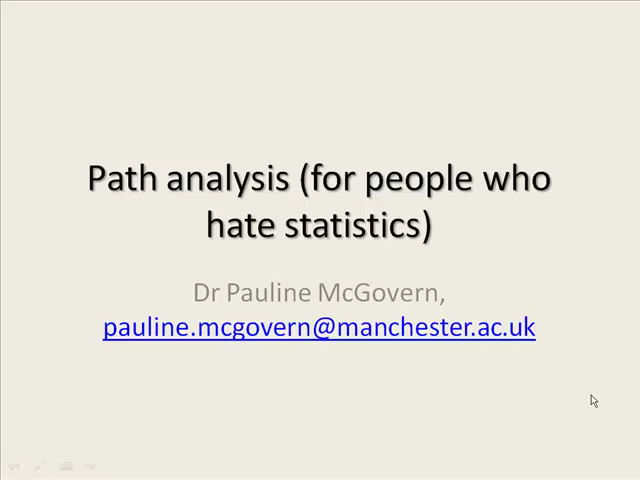 Path analysis (for people who
hate statistics)
Dr Pauline McGovern,
pauline.mcgovern@manchester.ac.uk